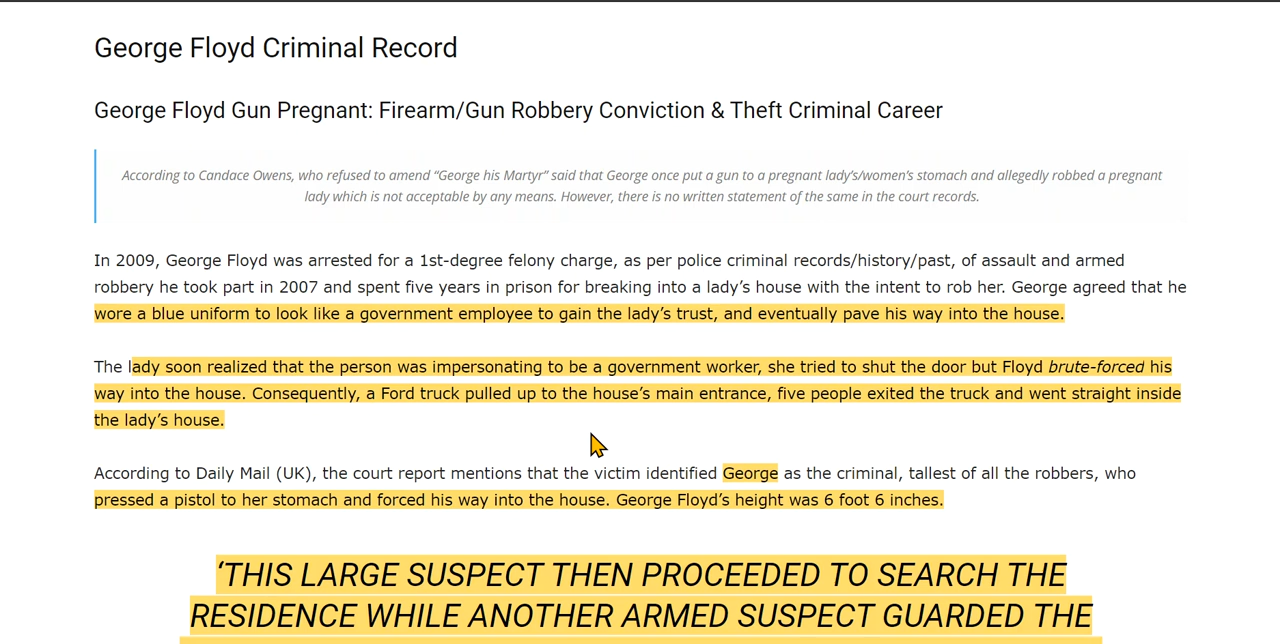 George Floyd Criminal Record
George Floyd Gun Pregnant: Firearm/Gun Robbery Conviction & Theft Criminal Career
According to Candace Owens, who refused to amend “George his Martyr” said that George once put a gun to a pregnant lady’s/women’s stomach and allegedly robbed a pregnant
lady which is not acceptable by any means. However, there is no written statement of the same in the court records.
In 2009, George Floyd was arrested for a 1st-degree felony charge, as per police criminal records/history/past, of assault and armed
robbery he took part in 2007 and spent five years in prison for breaking into a lady’s house with the intent to rob her. George agreed that he
wore a blue uniform to look like a government employee to gain the lady’s trust, and eventually pave his way into the house.
The lady soon realized that the person was impersonating to be a government worker, she tried to shut the door but Floyd brute-forced his
way into the house. Consequently, a Ford truck pulled up to the house’s main entrance, five people exited the truck and went straight inside
the lady’s house.
According to Daily Mail (UK), the court report mentions that the victim identified George as the criminal, tallest of all the robbers, who
pressed a pistol to her stomach and forced his way into the house. George Floyd’s height was 6 foot 6 inches.
‘THIS LARGE SUSPECT THEN PROCEEDED TO SEARCH THE
RESIDENCE WHILE ANOTHER ARMED SUSPECT GUARDED THE